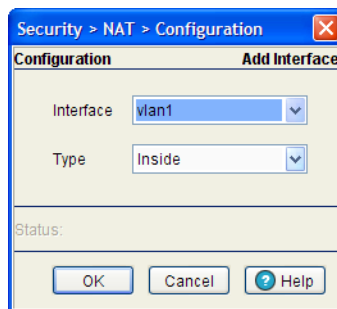 Security > NAT > Configuration
Configuration Add Interface
Interface vlan1
Type Inside
Status:
OK Cancel ? Help